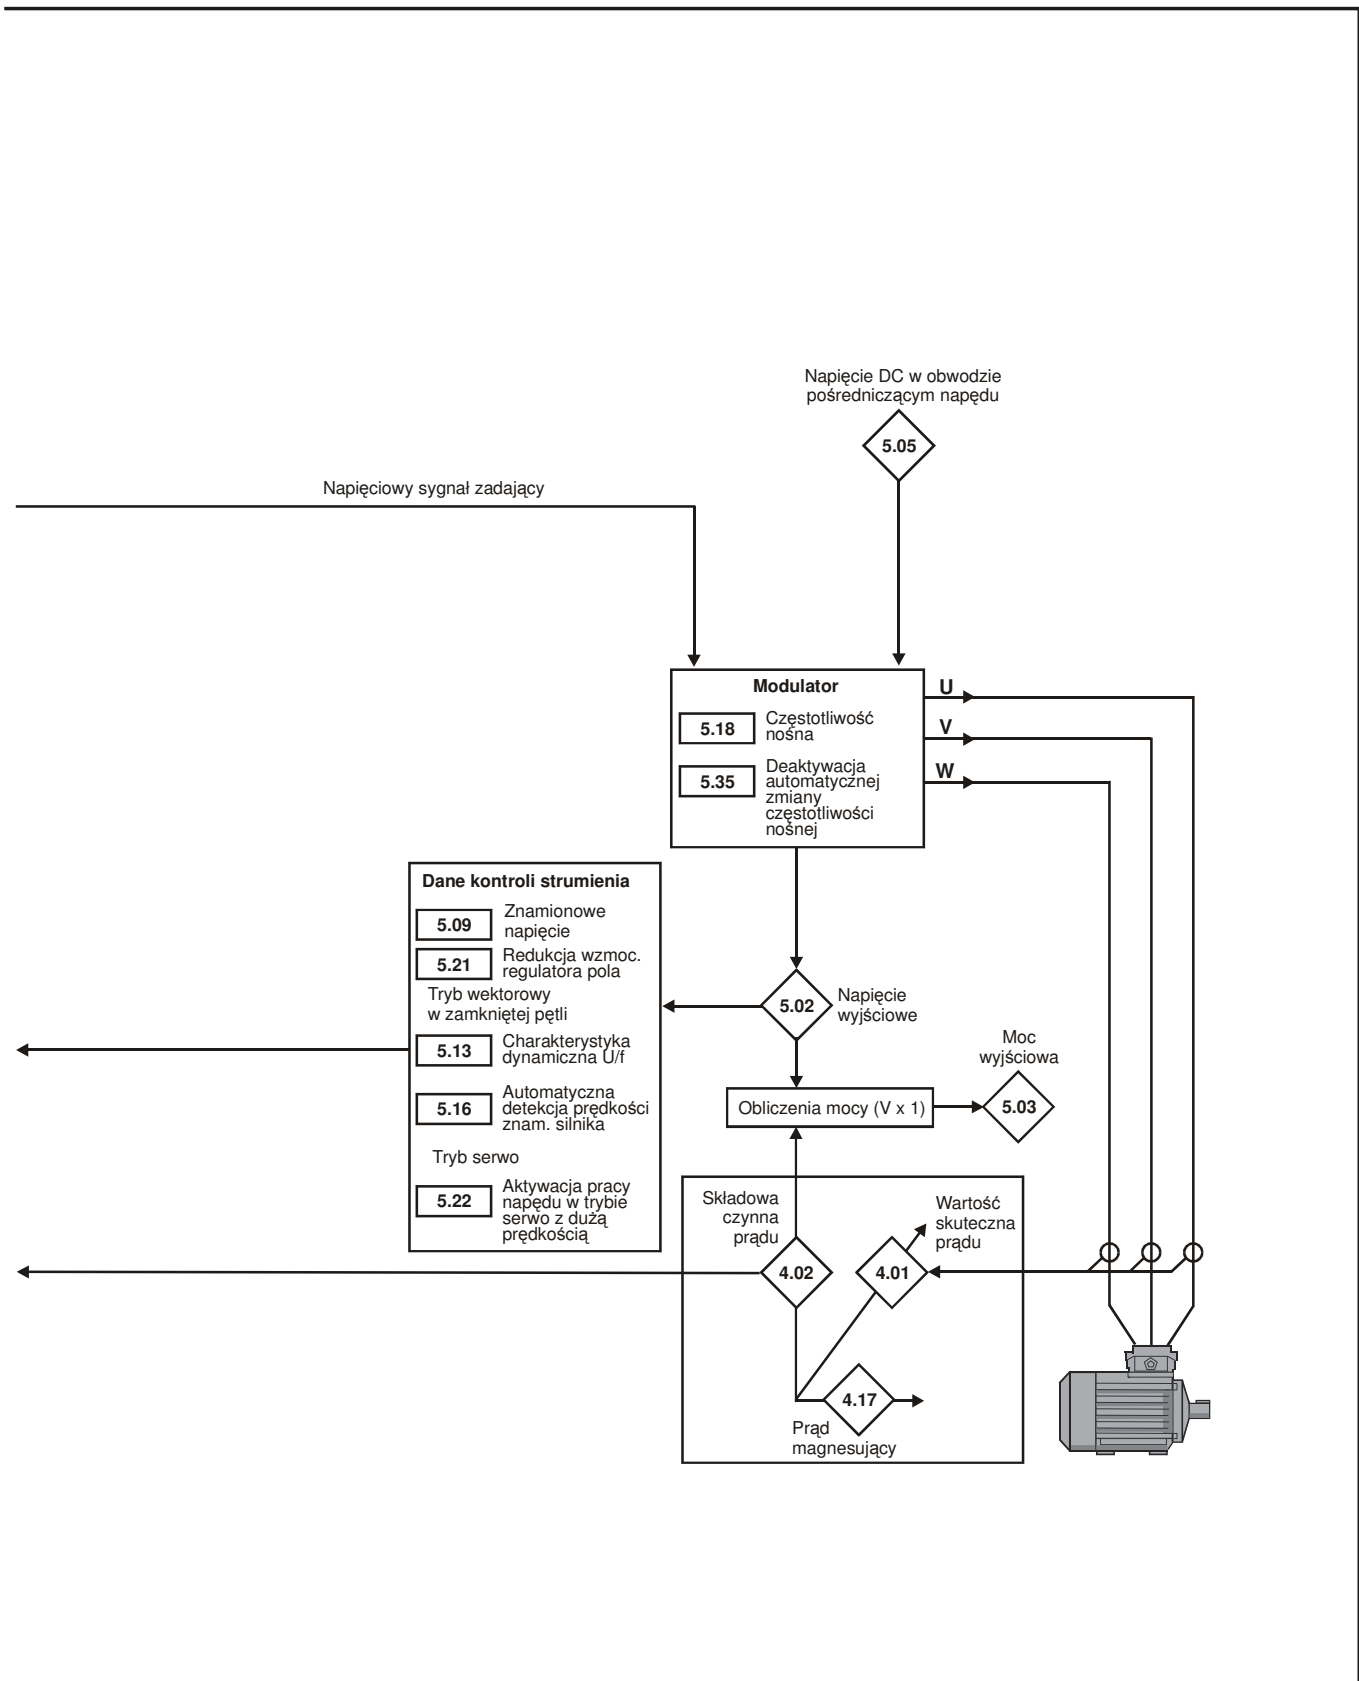 Napięcie DC w obwodzie
pośredniczącym napędu
5.05
Napięciowy sygnał zadający
Modulator
U
5.18
Częstotliwość
nośna
V
5.35
Deaktywacja
automatycznej
zmiany
częstotliwości
nośnej
W
Dane kontroli strumienia
5.09
Znamionowe
napięcie
5.21
Redukcja wzmoc.
regulatora pola
Tryb wektorowy
w zamkniętej pętli
5.13
Charakterystyka
dynamiczna U/f
5.16
Automatyczna
detekcja prędkości
znam. silnika
Tryb serwo
5.22
Aktywacja pracy
napędu w trybie
serwo z dużą
prędkością
5.02
Napięcie
wyjściowe
Moc
wyjściowa
Obliczenia mocy (V x 1)
5.03
Składowa
czynna
prądu
Wartość
skuteczna
prądu
4.02
4.01
4.17
Prąd
magnesujący